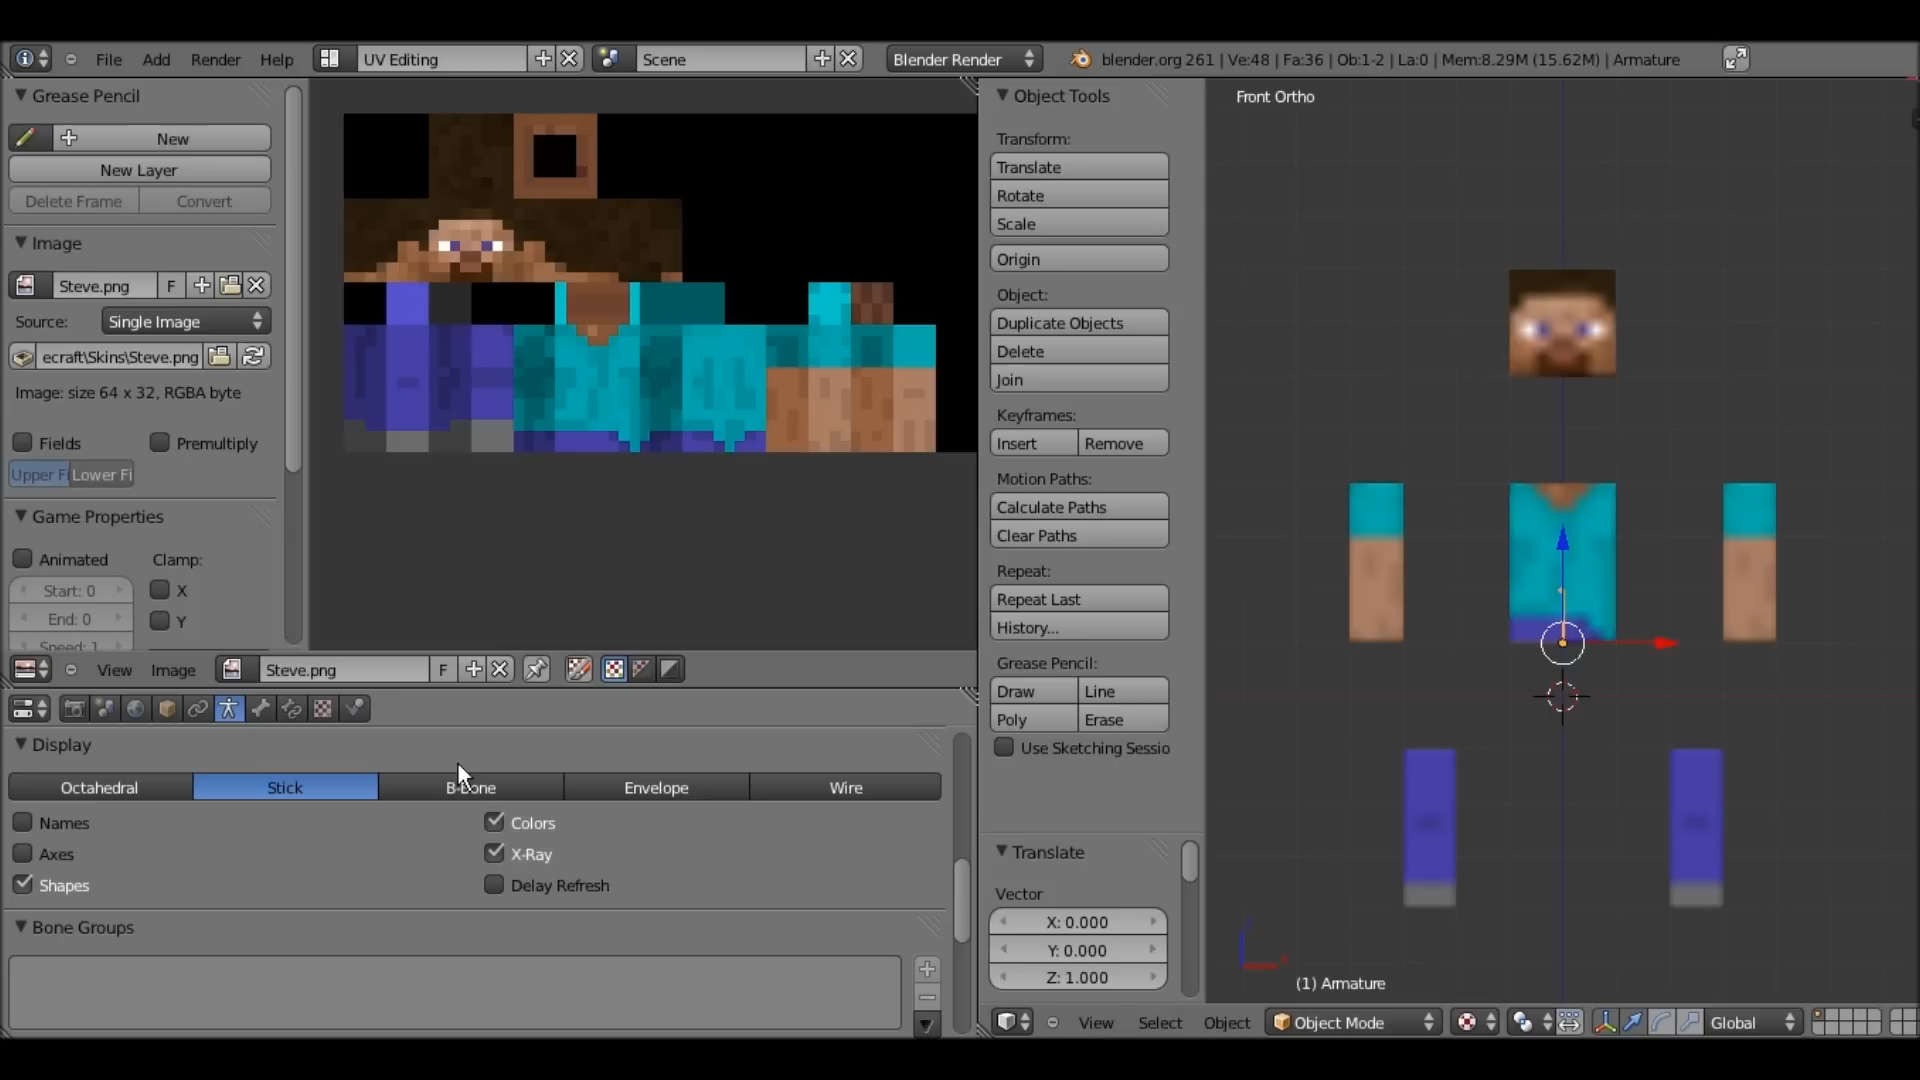 File Add Render Help UV Editing Scene Blender Render blender.org 261 | Ve:48 | Fa:36 | Ob:1-2 | La:0 | Mem:8.29M (15.62M) | Armature
Grease Pencil
New
New Layer
Delete Frame Convert
Image
Steve.png F
Source: Single Image
ecraft\Skins\Steve.png
Image: size 64 x 32, RGBA byte
Fields Premultiply
Upper Fi Lower Fi
Game Properties
Animated Clamp:
Start: 0 X
End: 0 Y
Speed: 1
View Image Steve.png F
Display
Octahedral Stick B-Bone Envelope Wire
Names Colors
Axes X-Ray
Shapes Delay Refresh
Bone Groups
Object Tools
Transform:
Translate
Rotate
Scale
Origin
Object:
Duplicate Objects
Delete
Join
Keyframes:
Insert Remove
Motion Paths:
Calculate Paths
Clear Paths
Repeat:
Repeat Last
History...
Grease Pencil:
Draw Line
Poly Erase
Use Sketching Sessio
Translate
Vector
X: 0.000
Y: 0.000
Z: 1.000
Front Ortho
(1) Armature
View Select Object Object Mode Global